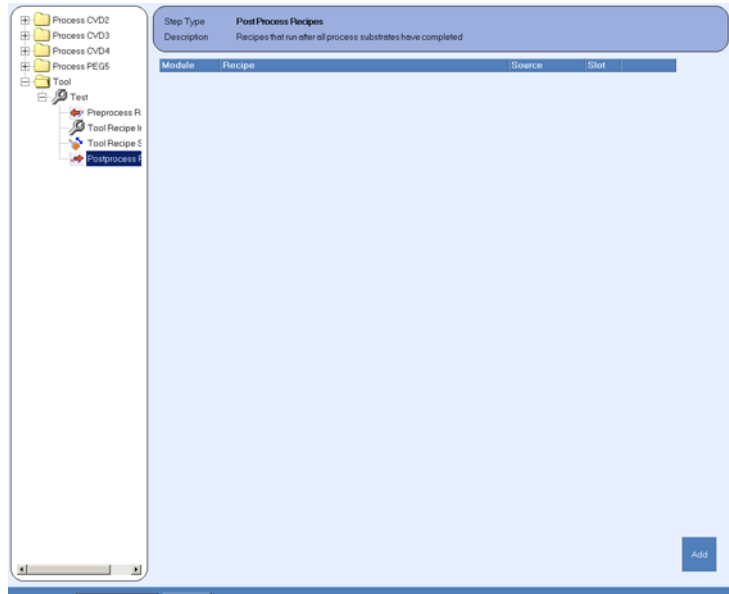 Process CVD2
Process CVD3
Process CVD4
Process PEG5
Tool
Test
Preprocess R
Tool Recipe I
Tool Recipe S
Postprocess F
Step Type Post Process Recipes
Description Recipes that run after all process substrates have completed
Module Recipe Source Slot
Add